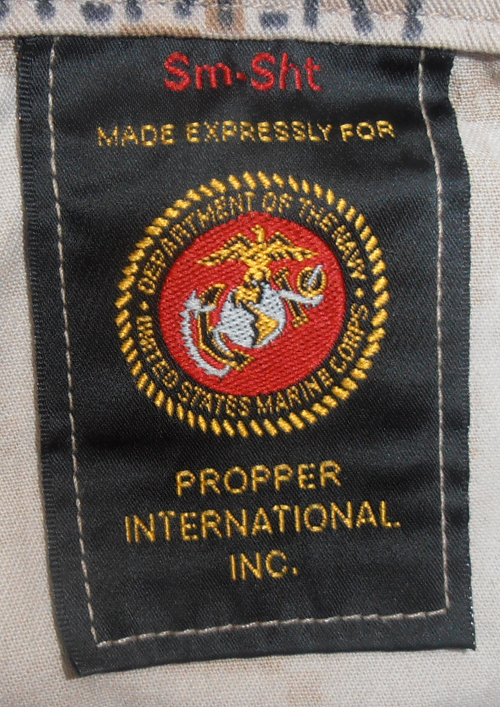 Sm-Sht
MADE EXPRESSLY FOR
DEPARTMENT OF THE NAVY
UNITED STATES MARINE CORPS
PROPPER
INTERNATIONAL
INC.